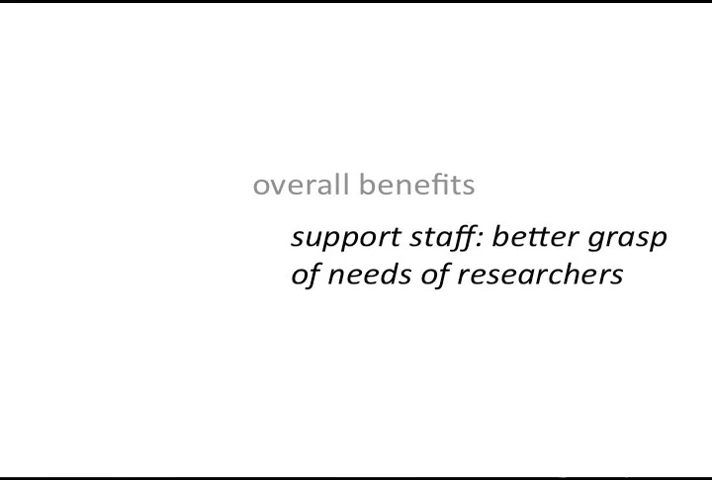 overall benefits
support staff: better grasp
of needs of researchers